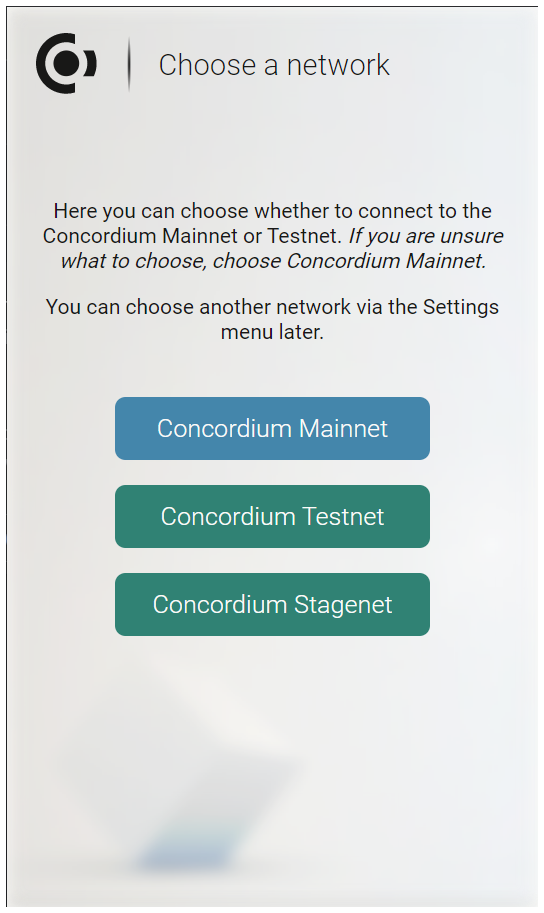 Choose a network
Here you can choose whether to connect to the
Concordium Mainnet or Testnet. If you are unsure
what to choose, choose Concordium Mainnet.
You can choose another network via the Settings
menu later.
Concordium Mainnet
Concordium Testnet
Concordium Stagenet